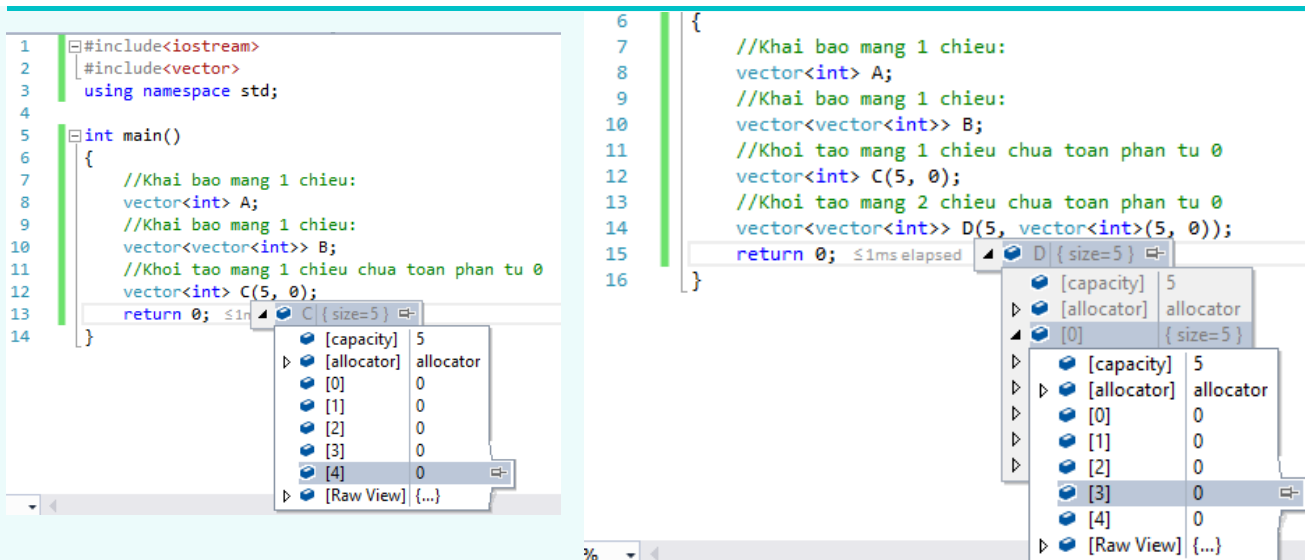 1 #include<iostream>
2 #include<vector>
3 using namespace std;
4
5 int main()
6 {
7 //Khai bao mang 1 chieu:
8 vector<int> A;
9 //Khai bao mang 1 chieu:
10 vector<vector<int>> B;
11 //Khoi tao mang 1 chieu chua toan phan tu 0
12 vector<int> C(5, 0);
13 return 0; C { size=5 }
14 }
[capacity] 5
[allocator] allocator
[0] 0
[1] 0
[2] 0
[3] 0
[4] 0
[Raw View] {...}
6 {
7 //Khai bao mang 1 chieu:
8 vector<int> A;
9 //Khai bao mang 1 chieu:
10 vector<vector<int>> B;
11 //Khoi tao mang 1 chieu chua toan phan tu 0
12 vector<int> C(5, 0);
13 //Khoi tao mang 2 chieu chua toan phan tu 0
14 vector<vector<int>> D(5, vector<int>(5, 0));
15 return 0; ≤1ms elapsed D { size=5 }
16 }
[capacity] 5
[allocator] allocator
[0] { size=5 }
[capacity] 5
[allocator] allocator
[0] 0
[1] 0
[2] 0
[3] 0
[4] 0
[Raw View] {...}
%